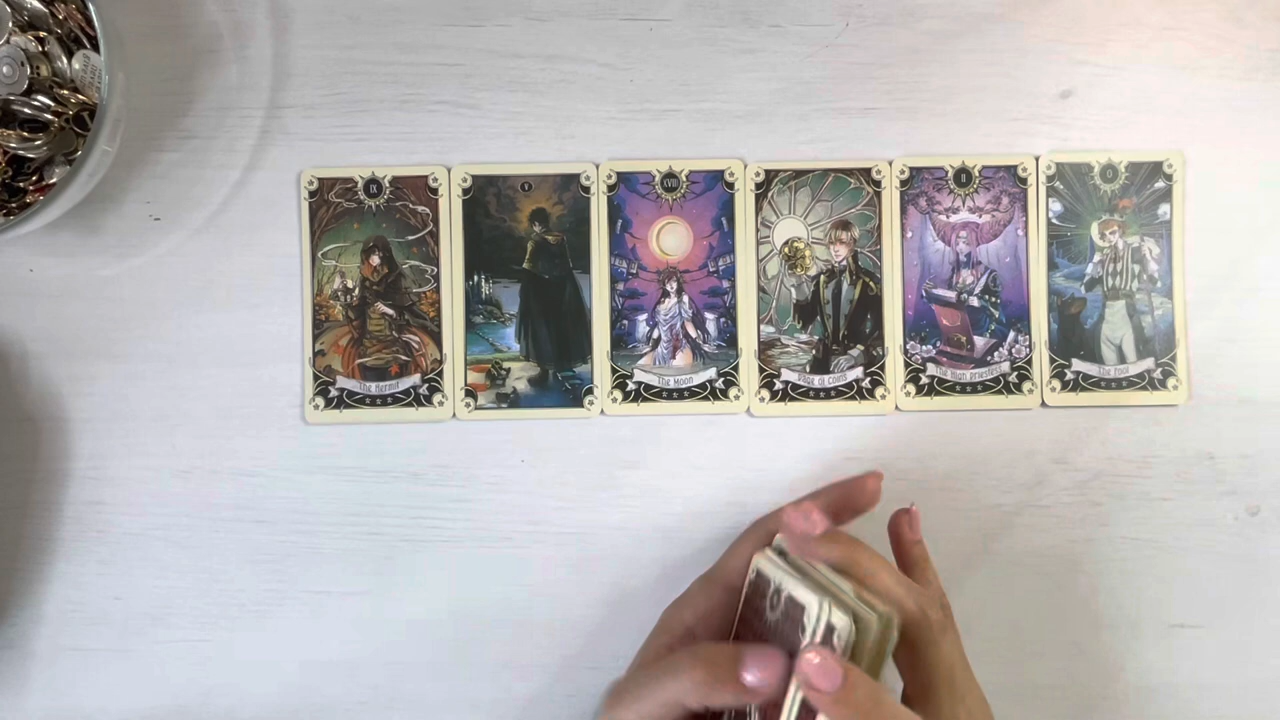 IX
The Hermit
V
XVIII
The Moon
Page of Coins
II
The High Priestess
0
The Fool